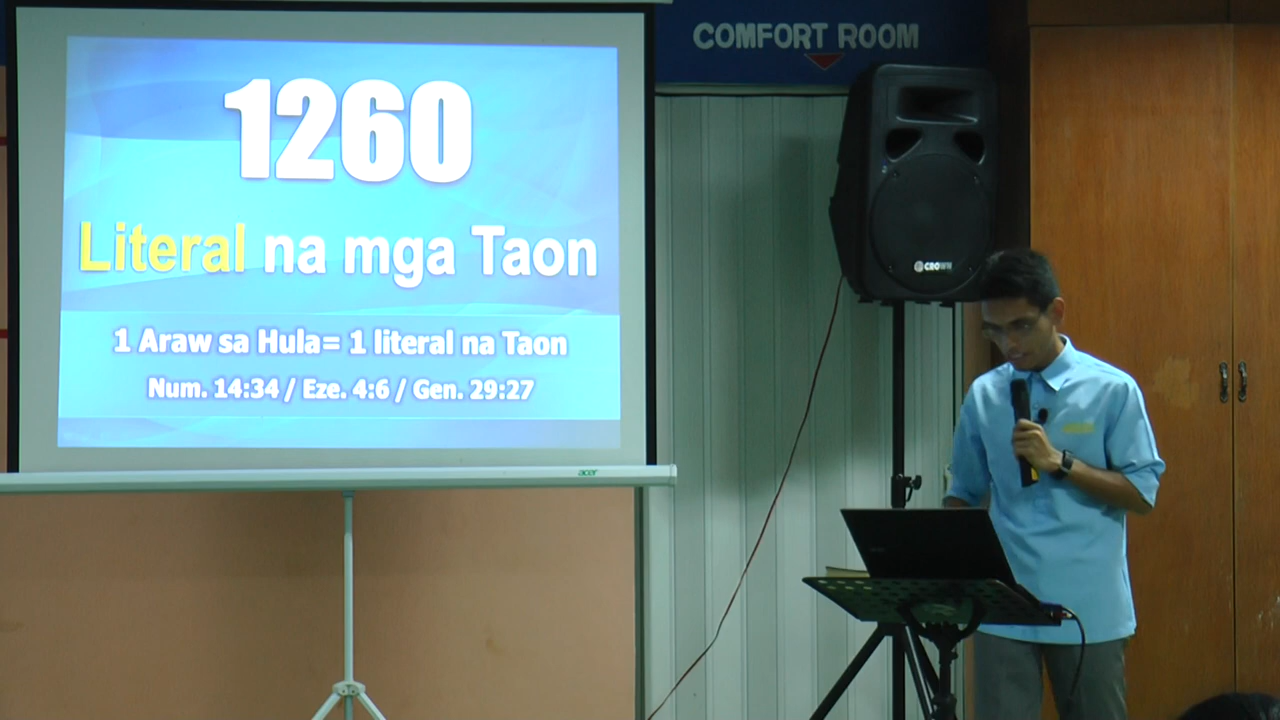 COMFORT ROOM
1260
Literal na mga Taon
1 Araw sa Hula= 1 literal na Taon
Num. 14:34 / Eze. 4:6 / Gen. 29:27
acer
CROWN